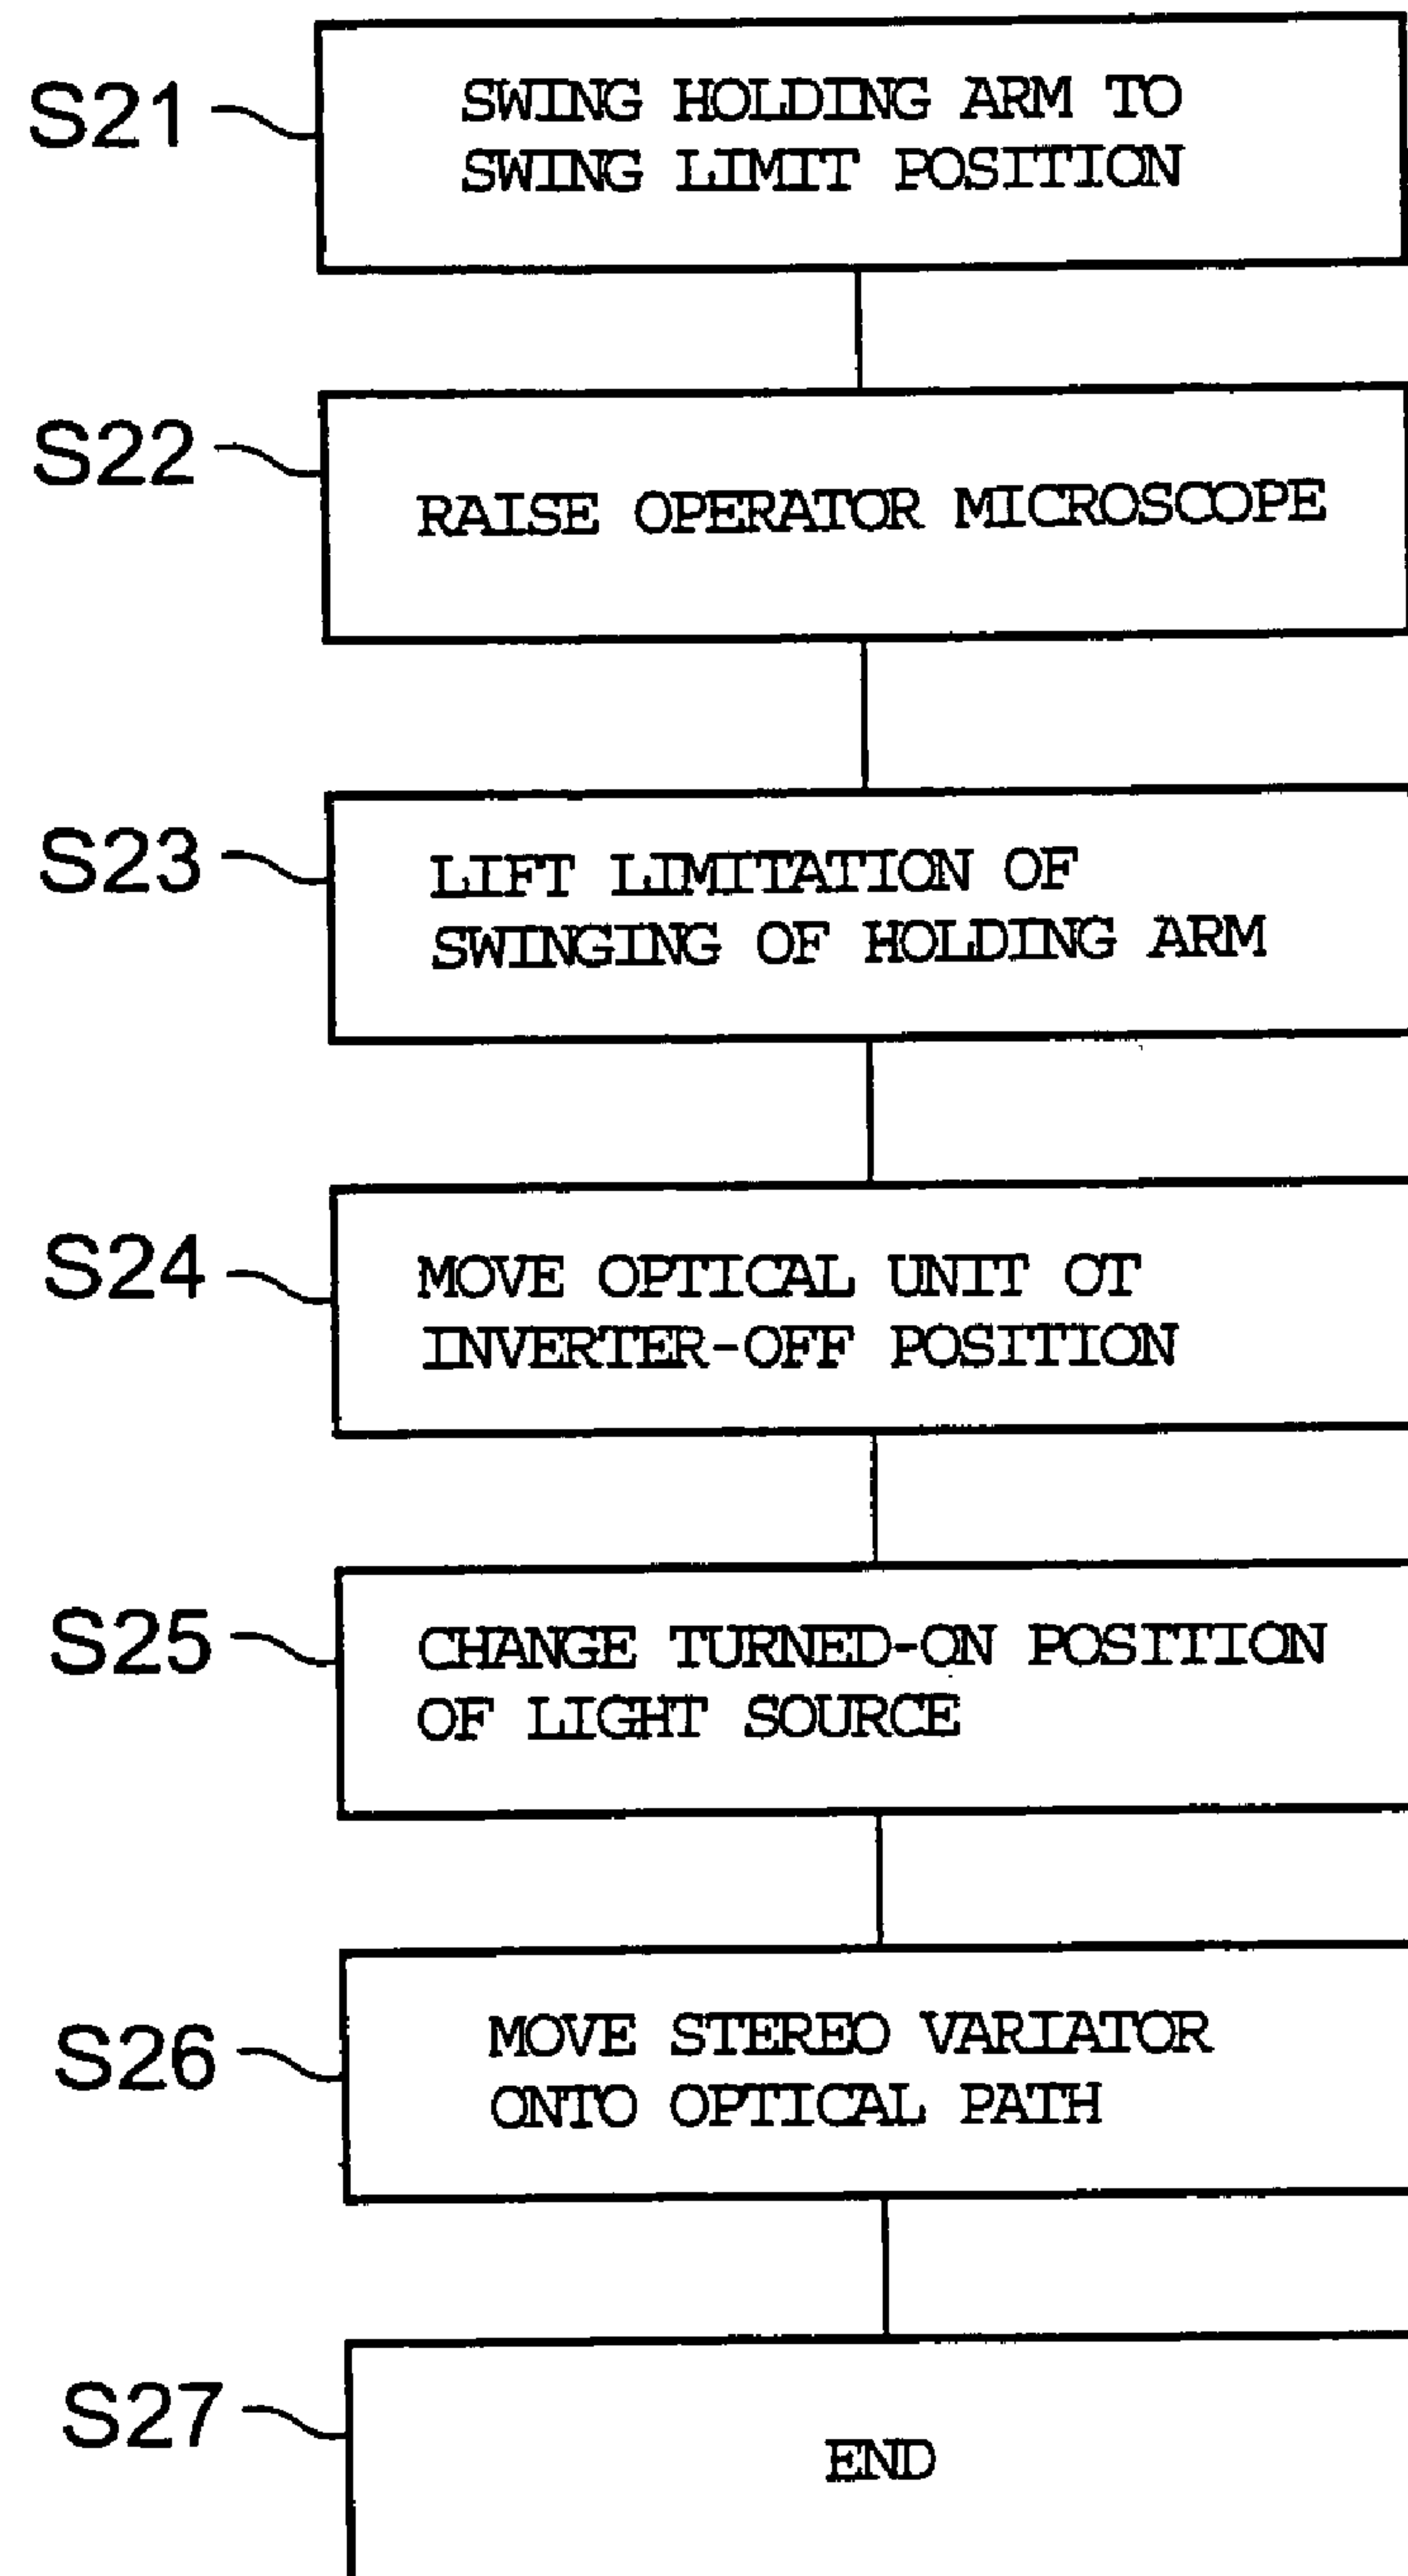 S21
SWING HOLDING ARM TO
SWING LIMIT POSITION
S22
RAISE OPERATOR MICROSCOPE
S23
LIFT LIMITATION OF
SWINGING OF HOLDING ARM
S24
MOVE OPTICAL UNIT OT
INVERTER-OFF POSITION
S25
CHANGE TURNED-ON POSITION
OF LIGHT SOURCE
S26
MOVE STEREO VARIATOR
ONTO OPTICAL PATH
S27
END